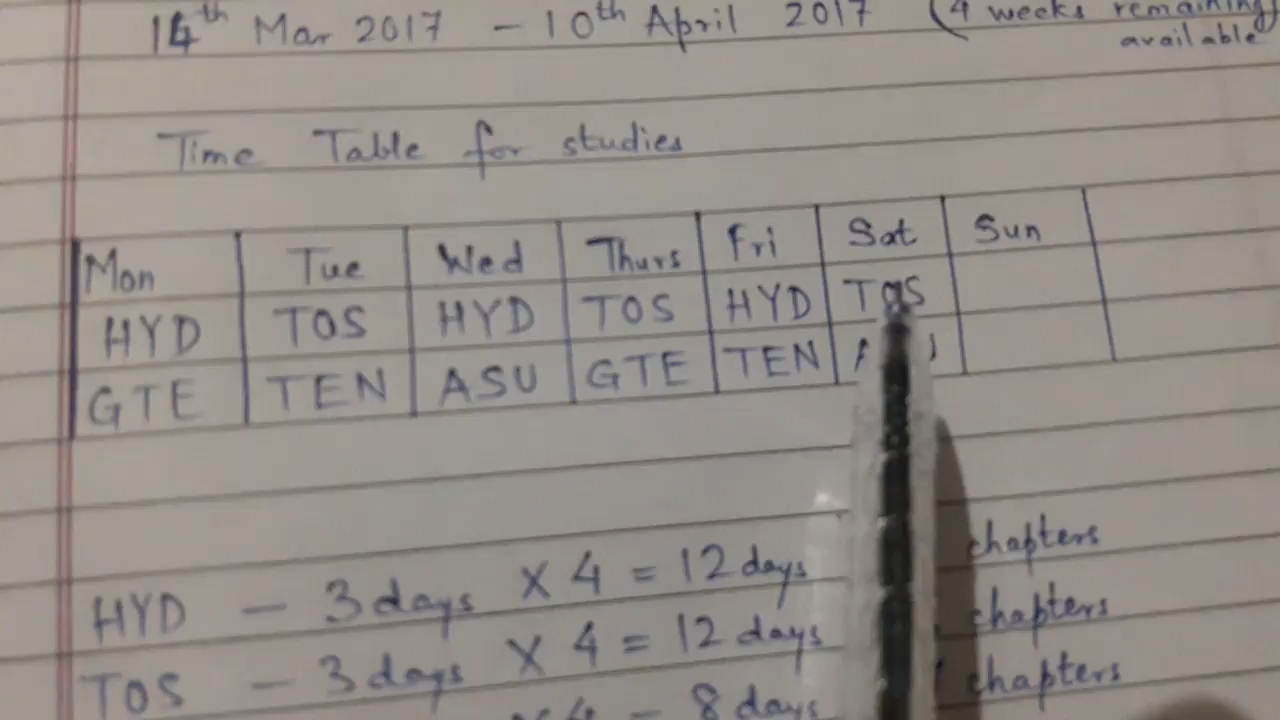 14th Mar 2017 - 10th April 2017 (4 weeks remaining)
available
Time Table for studies
Mon Tue Wed Thurs Fri Sat Sun
HYD TOS HYD TOS HYD TOS
GTE TEN ASU GTE TEN
HYD - 3 days X 4 = 12 days chapters
TOS - 3 days X 4 = 12 days chapters
8 days chapters